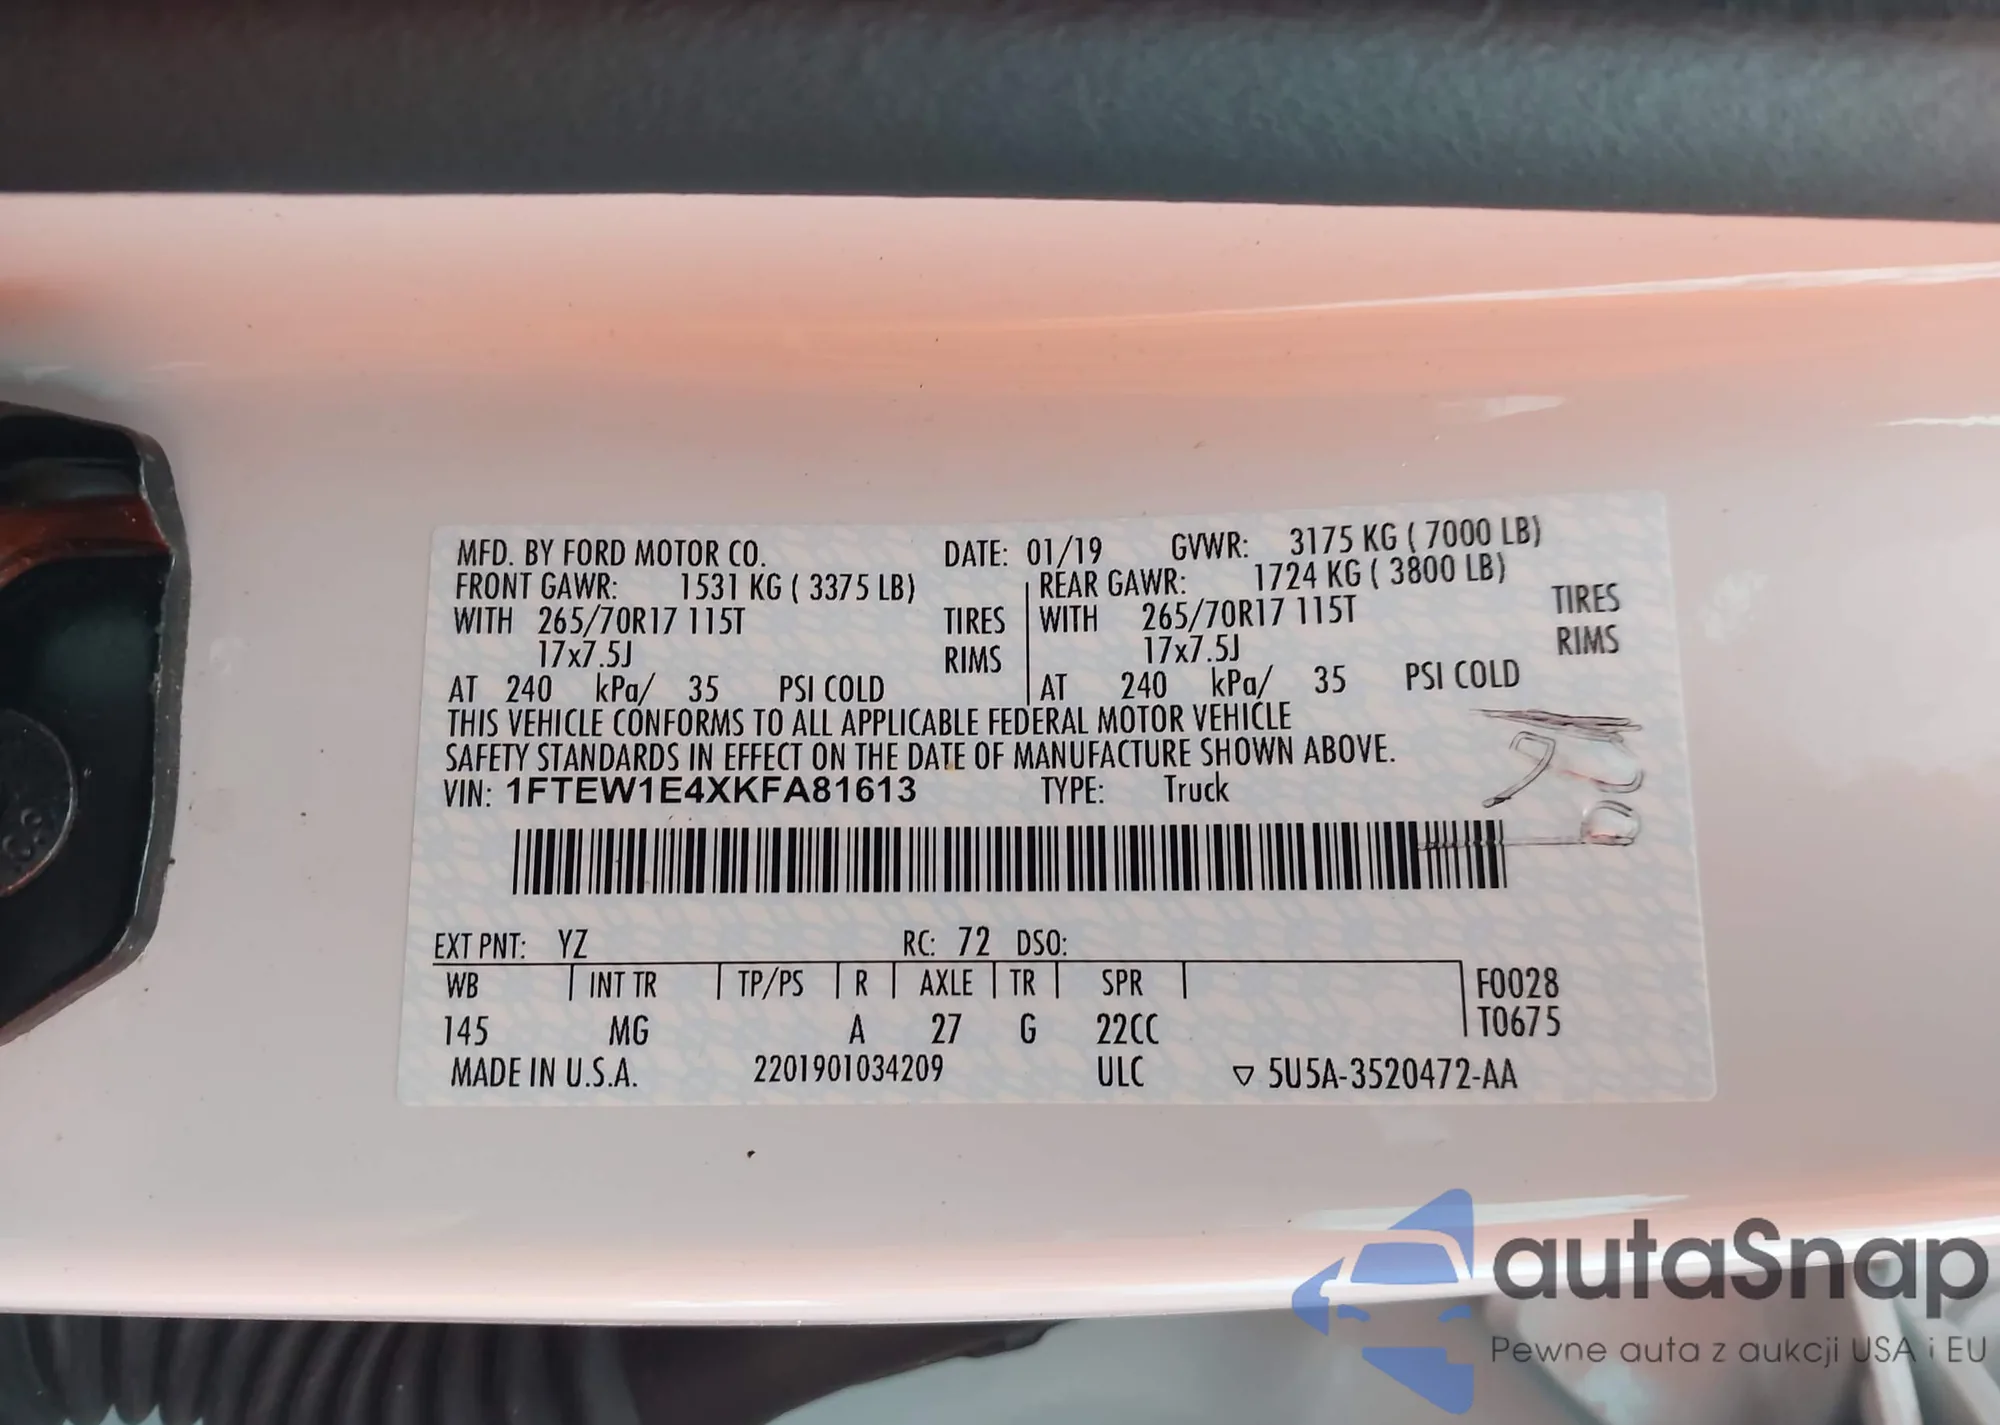 MFD. BY FORD MOTOR CO. DATE: 01/19 GVWR: 3175 KG ( 7000 LB)
FRONT GAWR: 1531 KG ( 3375 LB) REAR GAWR: 1724 KG ( 3800 LB)
WITH 265/70R17 115T TIRES WITH 265/70R17 115T TIRES
17x7.5J RIMS 17x7.5J RIMS
AT 240 kPa/ 35 PSI COLD AT 240 kPa/ 35 PSI COLD
THIS VEHICLE CONFORMS TO ALL APPLICABLE FEDERAL MOTOR VEHICLE
SAFETY STANDARDS IN EFFECT ON THE DATE OF MANUFACTURE SHOWN ABOVE.
VIN: 1FTEW1E4XKFA81613 TYPE: Truck
EXT PNT: YZ RC: 72 DSO:
WB INT TR TP/PS R AXLE TR SPR F0028
145 MG A 27 G 22CC T0675
MADE IN U.S.A. 2201901034209 ULC ▽ 5U5A-3520472-AA
autaSnap
Pewne auta z aukcji USA i EU